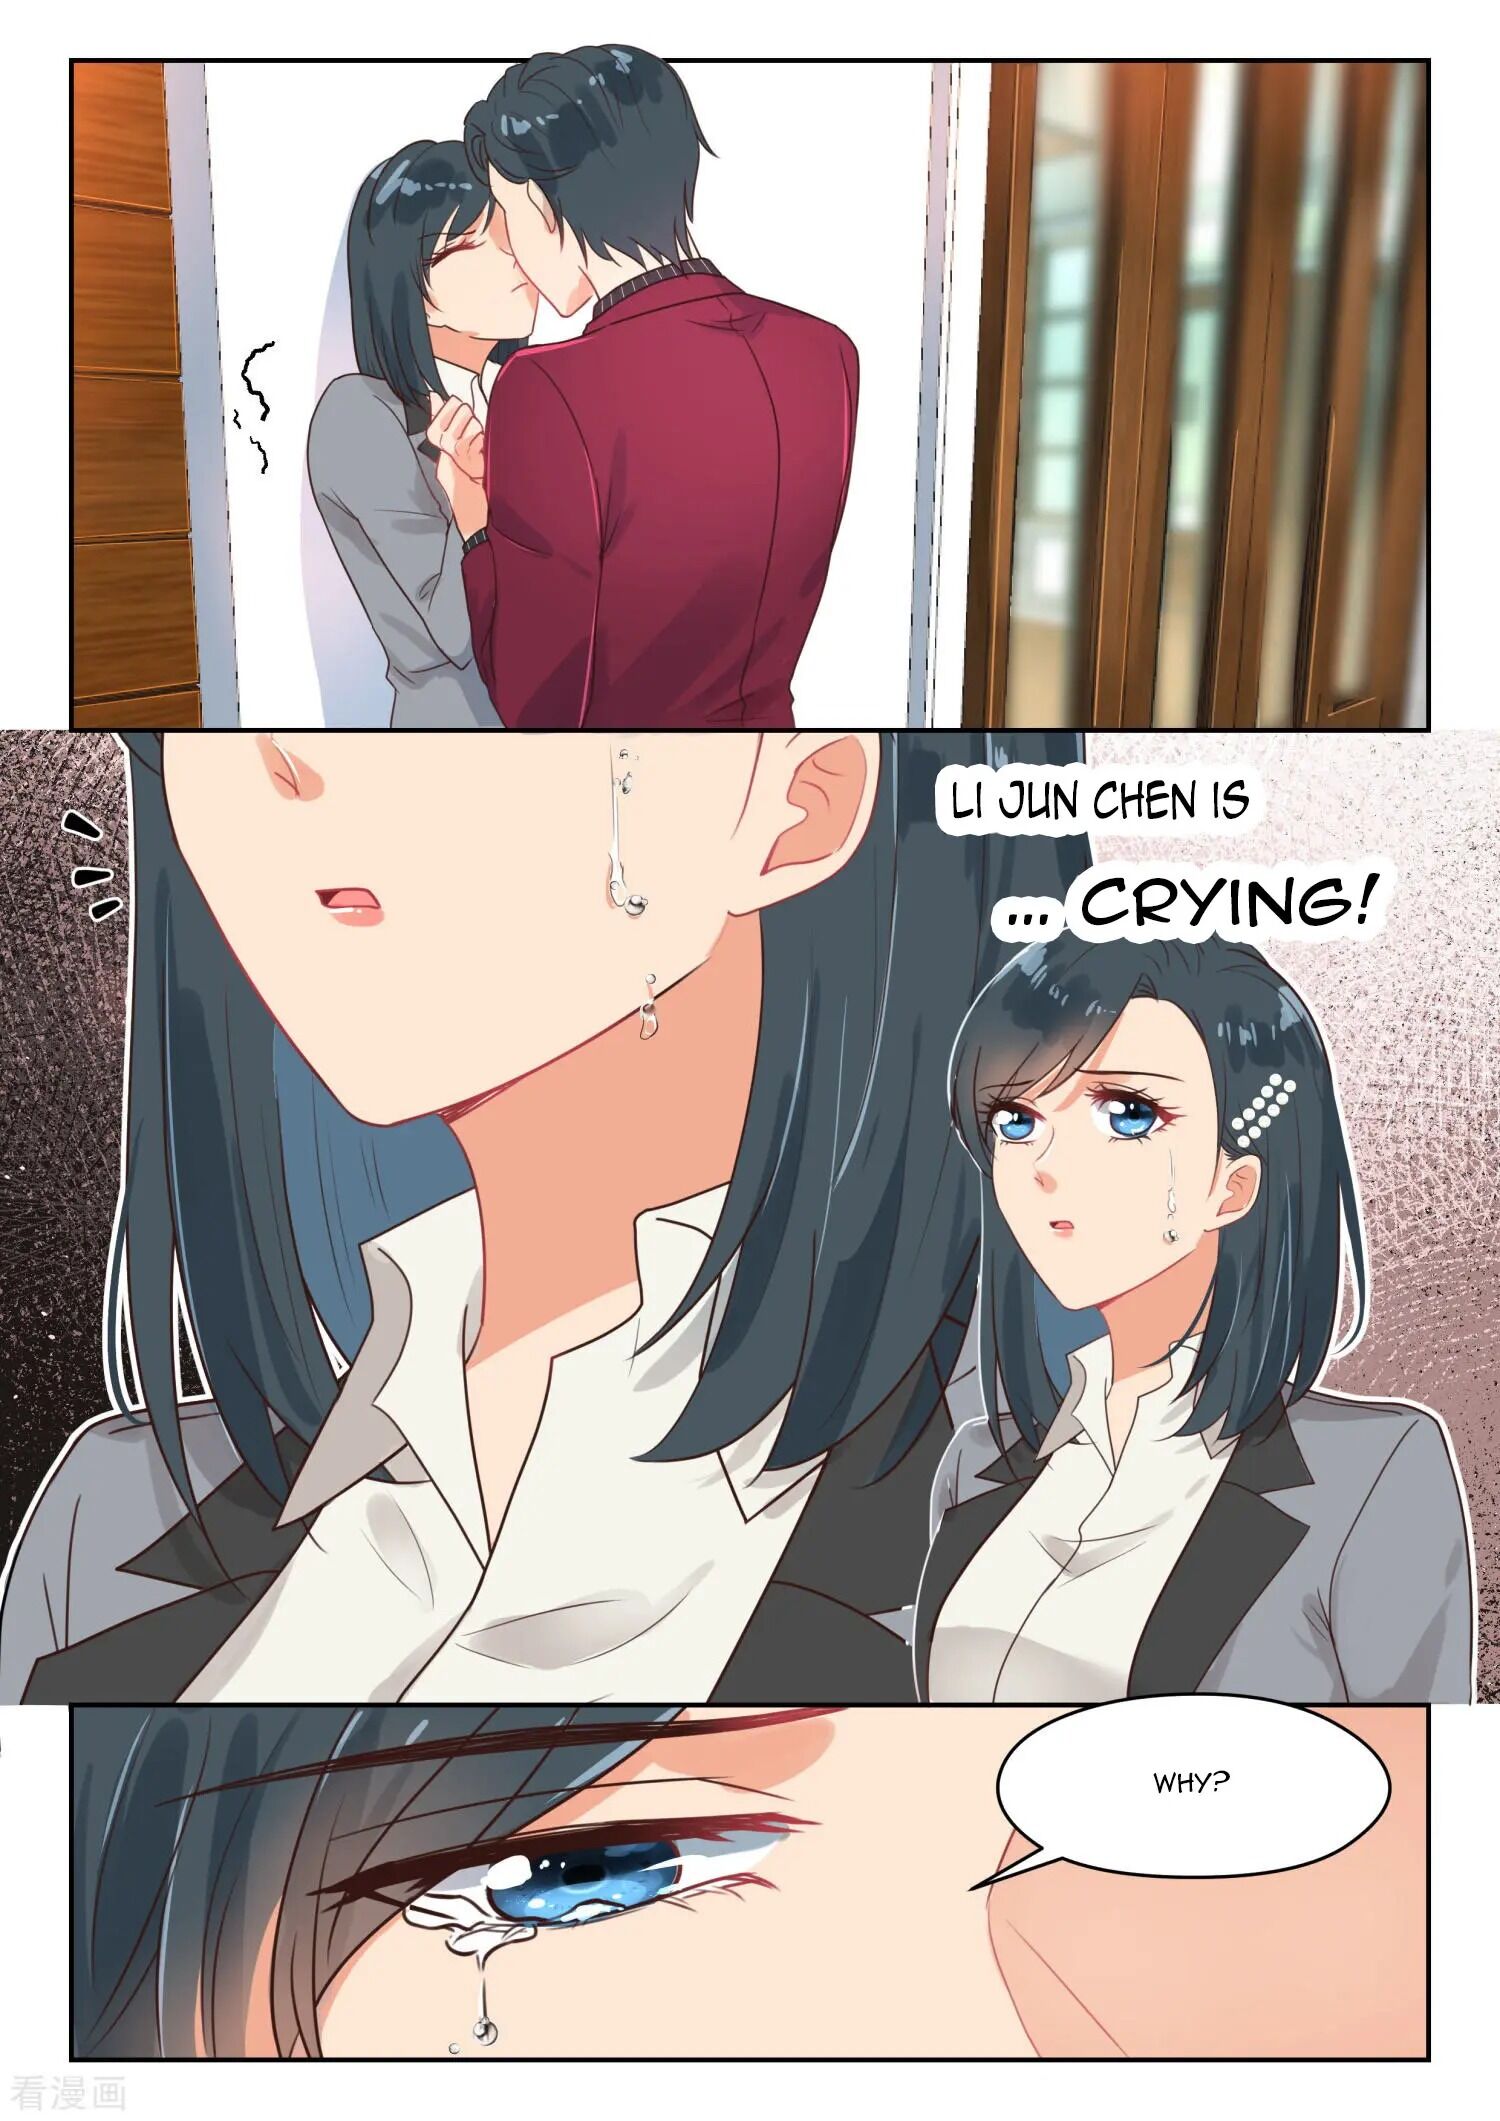 LI JUN CHEN IS
... CRYING!
WHY?
看漫画